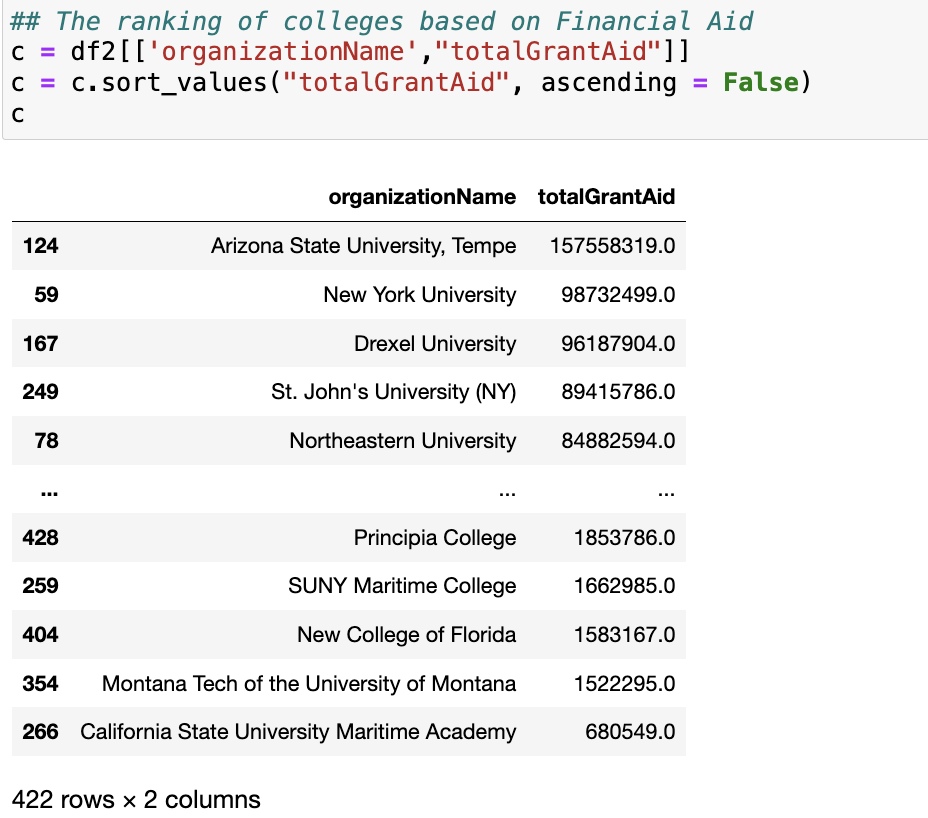 ## The ranking of colleges based on Financial Aid
c = df2[['organizationName',"totalGrantAid"]]
c = c.sort_values("totalGrantAid", ascending = False)
c
organizationName totalGrantAid
124 Arizona State University, Tempe 157558319.0
59 New York University 98732499.0
167 Drexel University 96187904.0
249 St. John's University (NY) 89415786.0
78 Northeastern University 84882594.0
... ... ...
428 Principia College 1853786.0
259 SUNY Maritime College 1662985.0
404 New College of Florida 1583167.0
354 Montana Tech of the University of Montana 1522295.0
266 California State University Maritime Academy 680549.0
422 rows × 2 columns